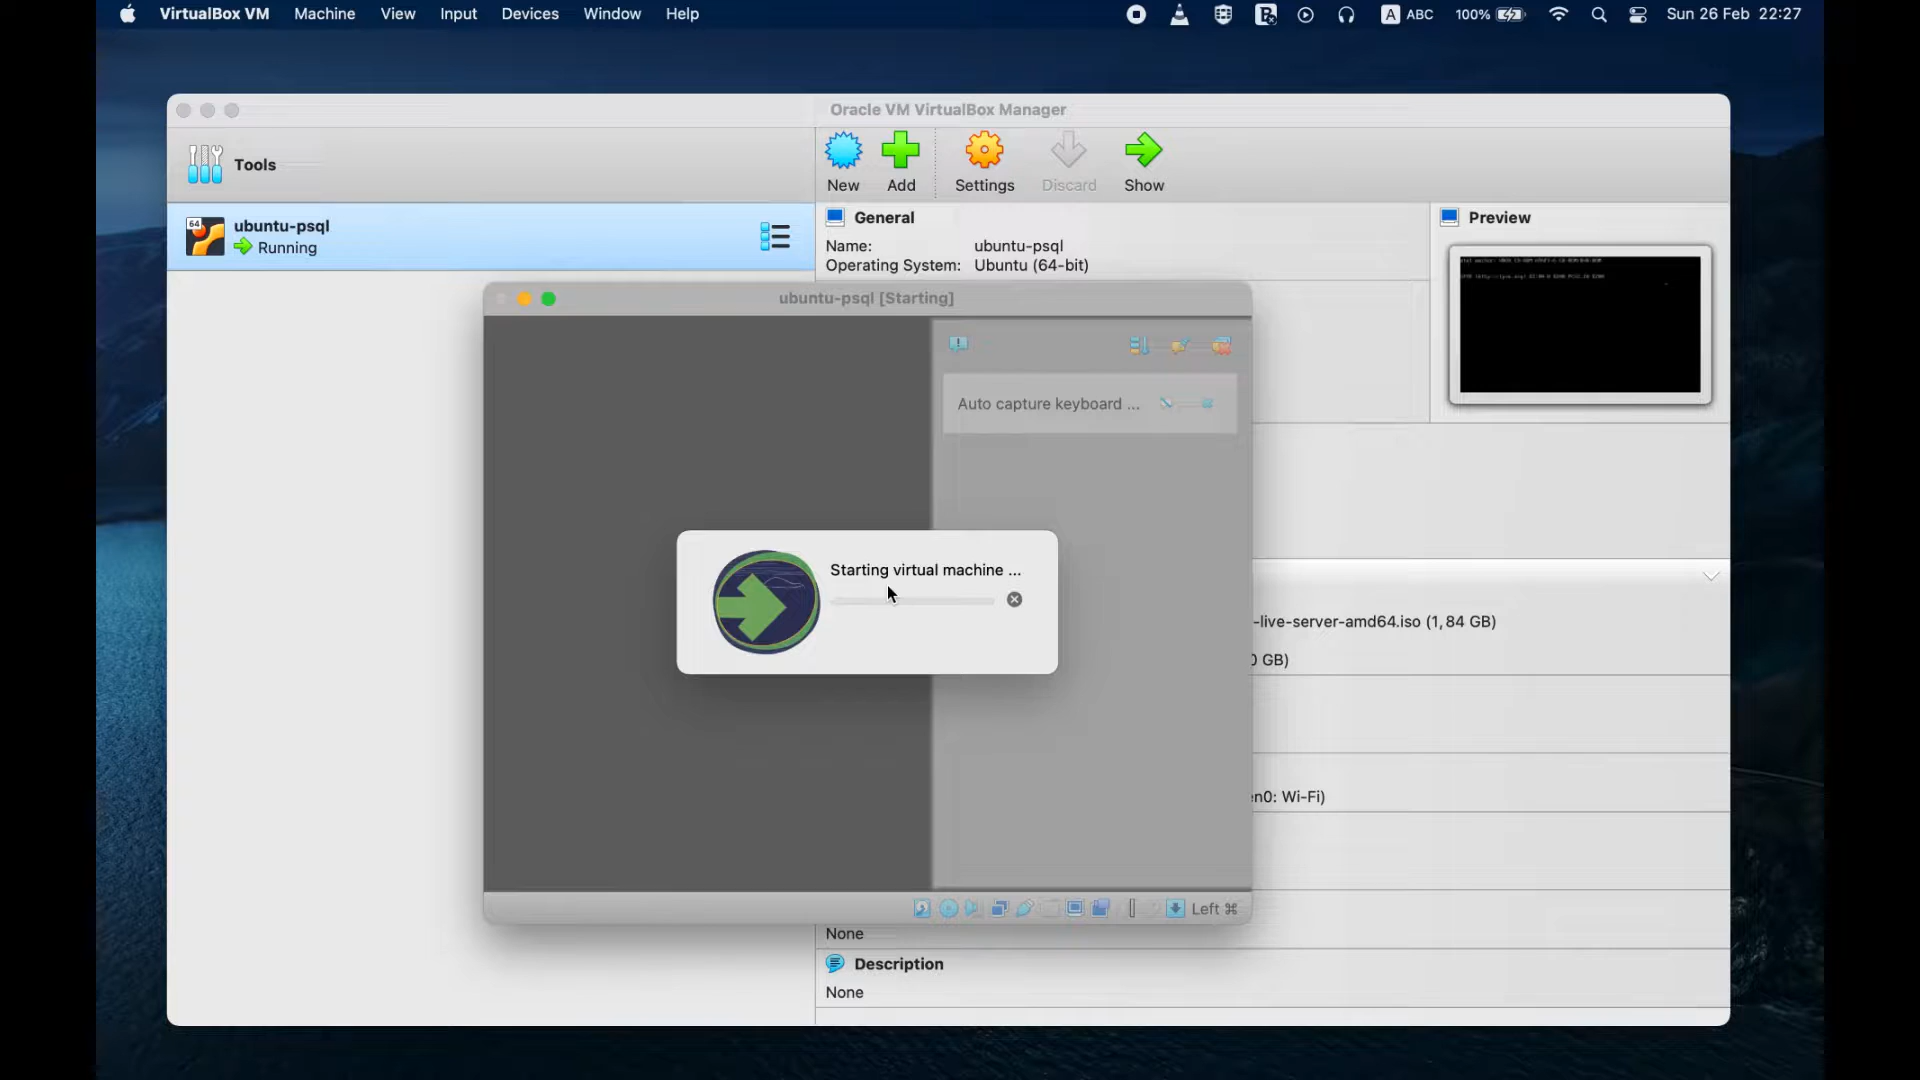 VirtualBox VM Machine View Input Devices Window Help A ABC 100% Sun 26 Feb 22:27
Oracle VM VirtualBox Manager
Tools
New Add Settings Discard Show
64
ubuntu-psql
Running
General
Name: ubuntu-psql
Operating System: Ubuntu (64-bit)
Preview
ubuntu-psql [Starting]
Auto capture keyboard ...
Starting virtual machine ...
-live-server-amd64.iso (1,84 GB)
0 GB)
en0: Wi-Fi)
Left ⌘
None
Description
None